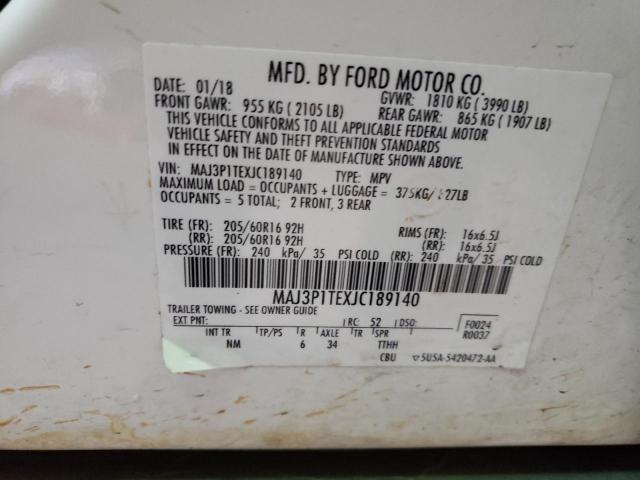 MFD. BY FORD MOTOR CO.
DATE: 01/18 GVWR: 1810 KG ( 3990 LB)
FRONT GAWR: 955 KG ( 2105 LB) REAR GAWR: 865 KG ( 1907 LB)
THIS VEHICLE CONFORMS TO ALL APPLICABLE FEDERAL MOTOR
VEHICLE SAFETY AND THEFT PREVENTION STANDARDS
IN EFFECT ON THE DATE OF MANUFACTURE SHOWN ABOVE.
VIN: MAJ3P1TEXJC189140 TYPE: MPV
MAXIMUM LOAD = OCCUPANTS + LUGGAGE =
OCCUPANTS = 5 TOTAL; 2 FRONT, 3 REAR
TIRE (FR): 205/60R16 92H RIMS (FR): 16x6.5J
(RR): 205/60R16 92H (RR): 16x6.5J
PRESSURE (FR): 240 kPa/ 35 PSI COLD (RR): 240 kPa/ 35 PSI COLD
MAJ3P1TEXJC189140
TRAILER TOWING - SEE OWNER GUIDE
EXT PNT: RC: 52 DSO: F0024
INT TR TP/PS R AXLE TR SPR R0037
NM 6 34 TTHH
CBU 5U5A-5420472-AA